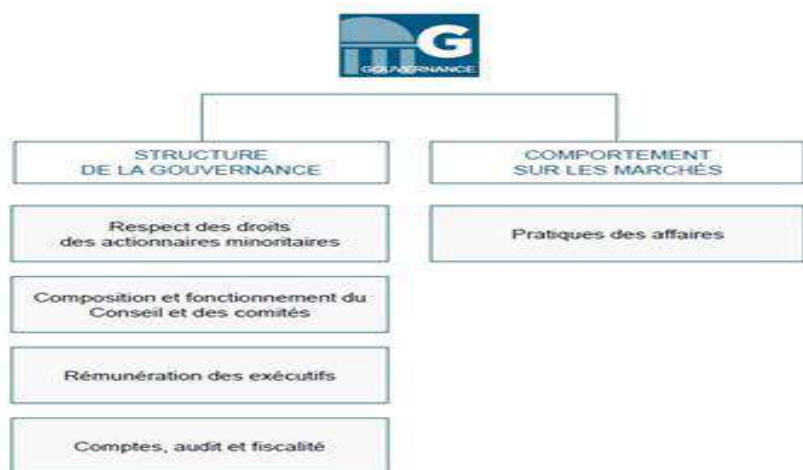 G
GOUVERNANCE
STRUCTURE
DE LA GOUVERNANCE
Respect des droits
des actionnaires minoritaires
Composition et fonctionnement du
Conseil et des comités
Rémunération des exécutifs
Comptes, audit et fiscalité
COMPORTEMENT
SUR LES MARCHÉS
Pratiques des affaires